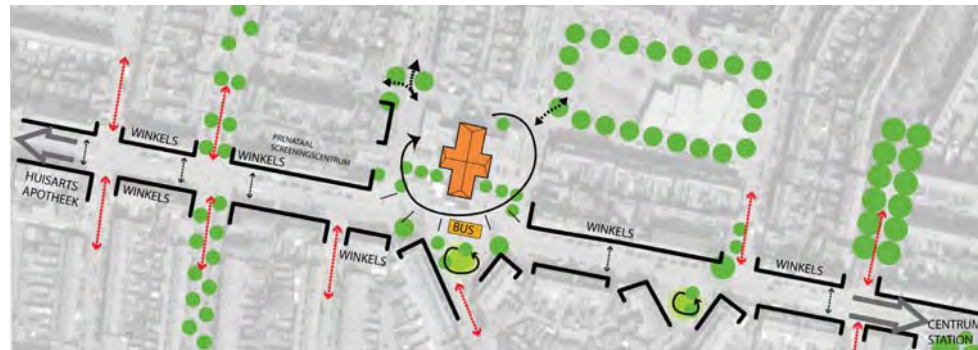 WINKELS
PRENATAAL
SCREENINGSCENTRUM
WINKELS
HUISARTS
APOTHEEK
WINKELS
BUS
WINKELS
WINKELS
WINKELS
CENTRUM
STATION